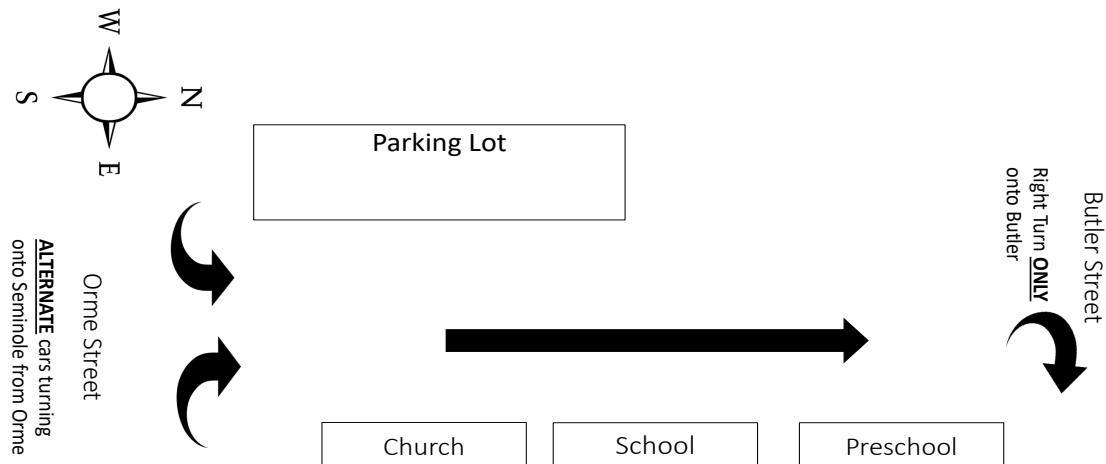 W
N
S
E
Parking Lot
Butler Street
Right Turn ONLY
onto Butler
Orme Street
ALTERNATE cars turning
onto Seminole from Orme
Church
School
Preschool